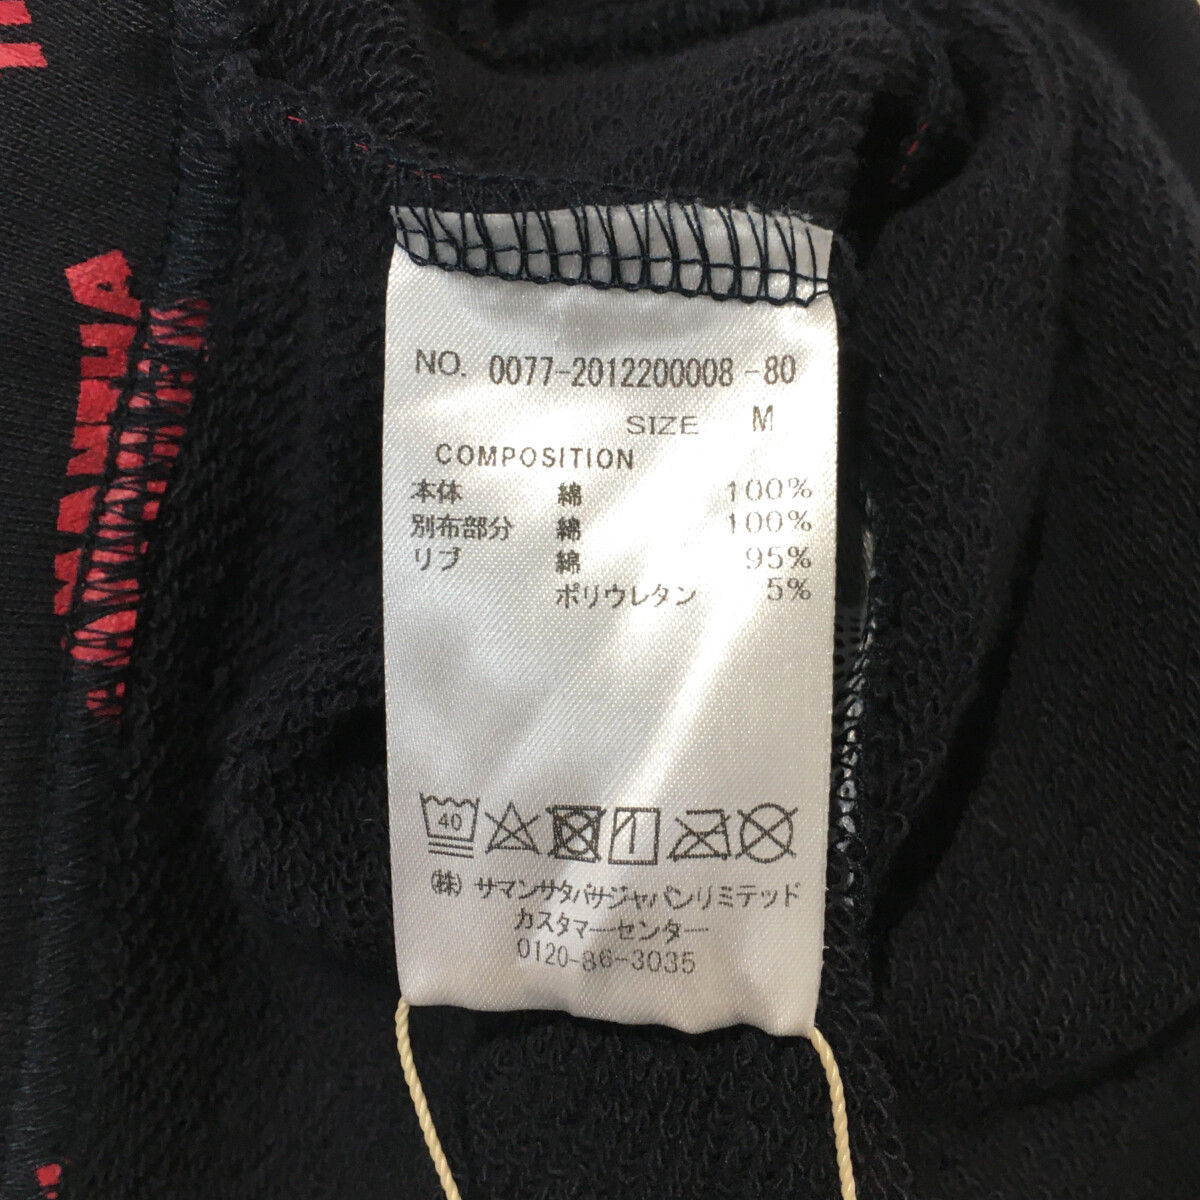 MANTHA
NO. 0077-2012200008-80
SIZE M
COMPOSITION
本体 綿 100%
別布部分 綿 100%
リブ 綿 95%
ポリウレタン 5%
40
(株) サマンサタバサジャパンリミテッド
カスタマーセンター
0120-86-3035